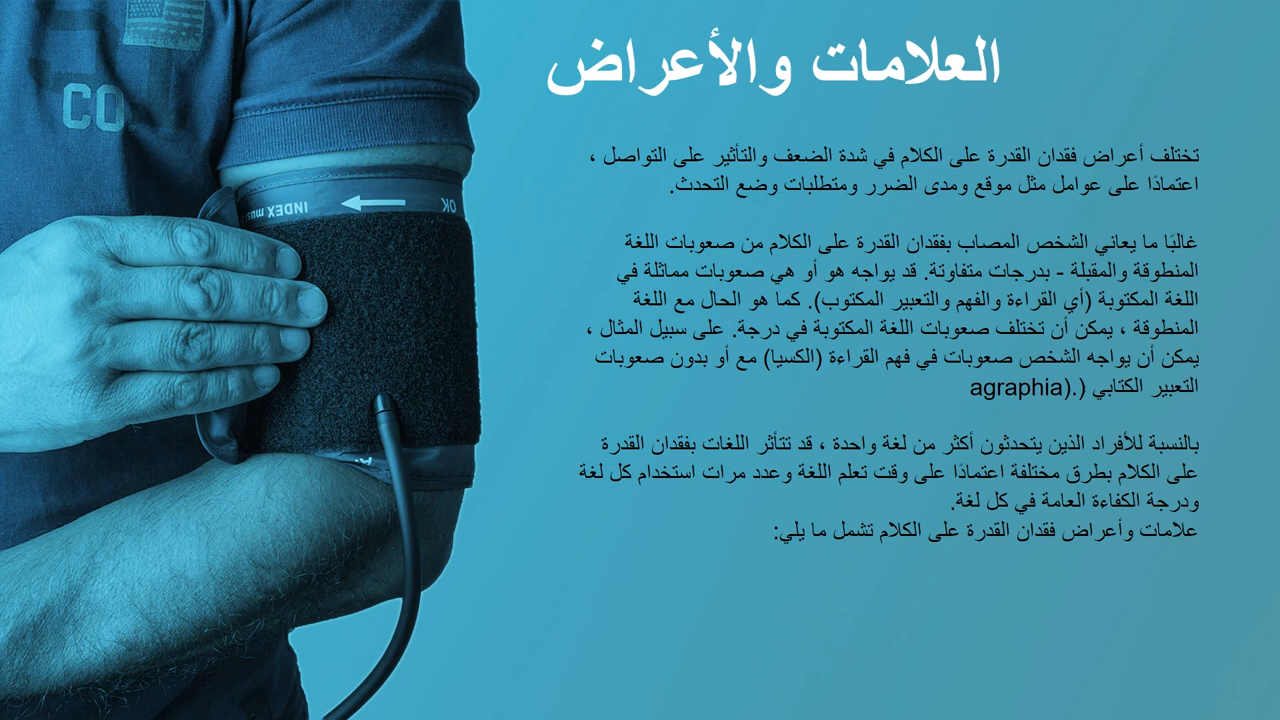 العلامات والأعراض
تختلف أعراض فقدان القدرة على الكلام في شدة الضعف والتأثير على التواصل ،
اعتمادًا على عوامل مثل موقع ومدى الضرر ومتطلبات وضع التحدث.
غالبًا ما يعاني الشخص المصاب بفقدان القدرة على الكلام من صعوبات اللغة
المنطوقة والمقبلة - بدرجات متفاوتة. قد يواجه هو أو هي صعوبات مماثلة في
اللغة المكتوبة (أي القراءة والفهم والتعبير المكتوب). كما هو الحال مع اللغة
المنطوقة ، يمكن أن تختلف صعوبات اللغة المكتوبة في درجة. على سبيل المثال ،
يمكن أن يواجه الشخص صعوبات في فهم القراءة (الكسيا) مع أو بدون صعوبات
التعبير الكتابي (.(agraphia
بالنسبة للأفراد الذين يتحدثون أكثر من لغة واحدة ، قد تتأثر اللغات بفقدان القدرة
على الكلام بطرق مختلفة اعتمادًا على وقت تعلم اللغة وعدد مرات استخدام كل لغة
ودرجة الكفاءة العامة في كل لغة.
علامات وأعراض فقدان القدرة على الكلام تشمل ما يلي:
CO
INDEX
OK